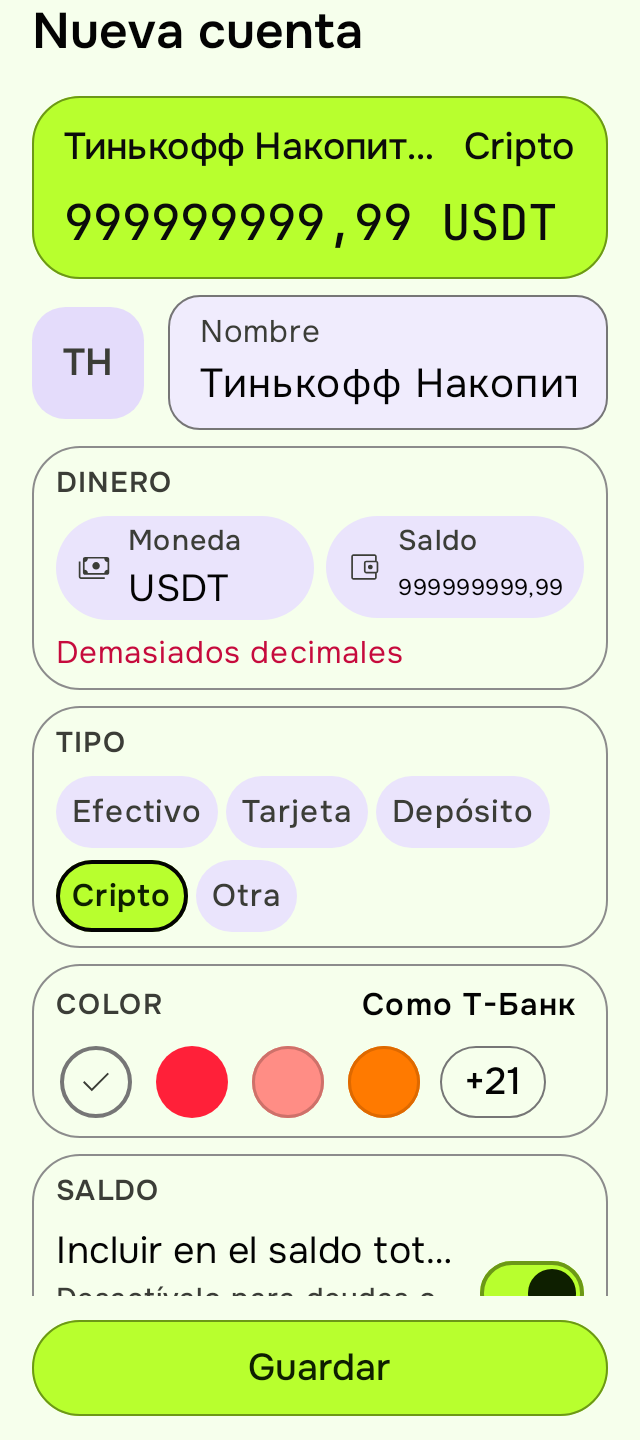 Nueva cuenta
Тинькофф Накопит... Cripto
999999999,99 USDT
ТН
Nombre
Тинькофф Накопит
DINERO
Moneda
USDT
Saldo
999999999,99
Demasiados decimales
TIPO
Efectivo Tarjeta Depósito
Cripto Otra
COLOR Como Т-Банк
+21
SALDO
Incluir en el saldo tot...
Guardar